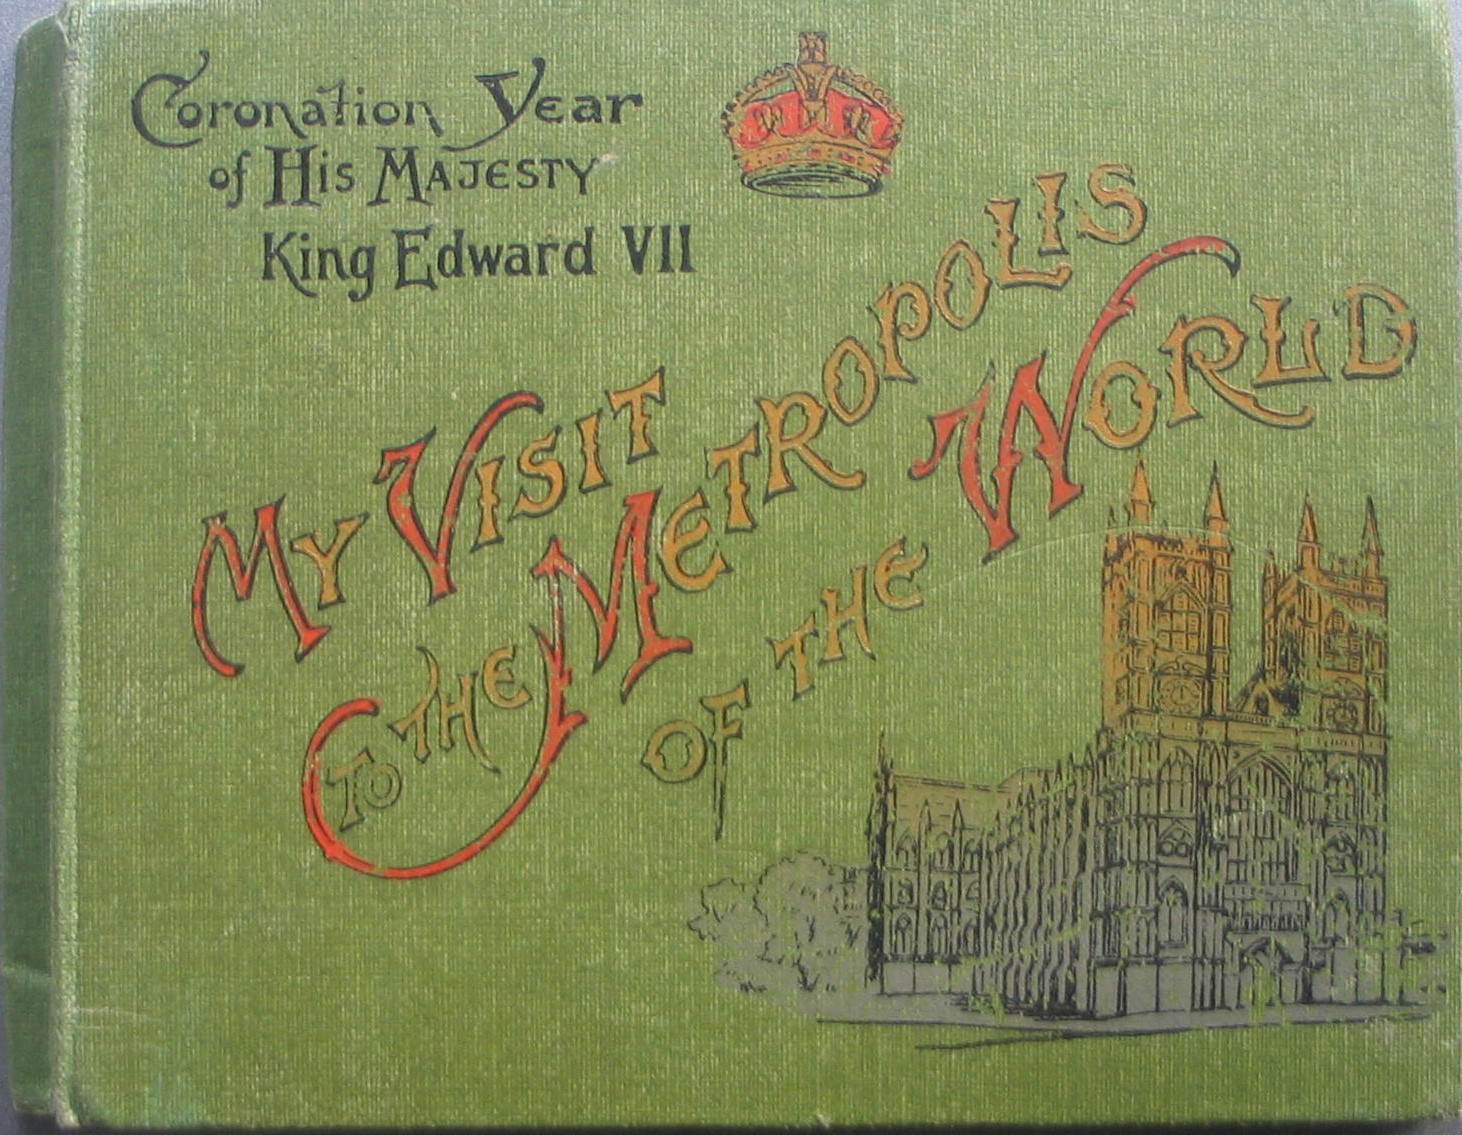 Coronation Year
of His Majesty
King Edward VII
My Visit
to the Metropolis
of the World